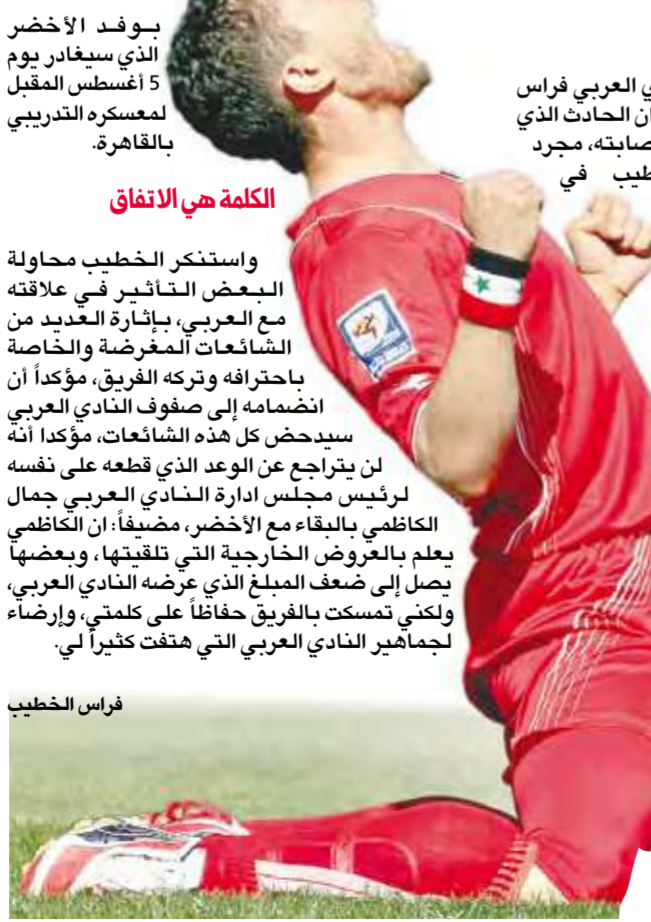 ي العربي فراس
ان الحادث الذي
صابته، مجرد
طيب في
بوفد الأخضر
الذي سيغادر يوم
5 أغسطس المقبل
لمعسكره التدريبي
بالقاهرة.
الكلمة هي الاتفاق
واستنكر الخطيب محاولة
البعض التأثير في علاقته
مع العربي، بإثارة العديد من
الشائعات المغرضة والخاصة
باحترافه وتركه الفريق، مؤكداً أن
انضمامه إلى صفوف النادي العربي
سيدحض كل هذه الشائعات، مؤكدا أنه
لن يتراجع عن الوعد الذي قطعه على نفسه
لرئيس مجلس ادارة النادي العربي جمال
الكاظمي بالبقاء مع الأخضر، مضيفاً: ان الكاظمي
يعلم بالعروض الخارجية التي تلقيتها، وبعضها
يصل إلى ضعف المبلغ الذي عرضه النادي العربي،
ولكني تمسكت بالفريق حفاظاً على كلمتي، وإرضاء
لجماهير النادي العربي التي هتفت كثيراً لي.
فراس الخطيب